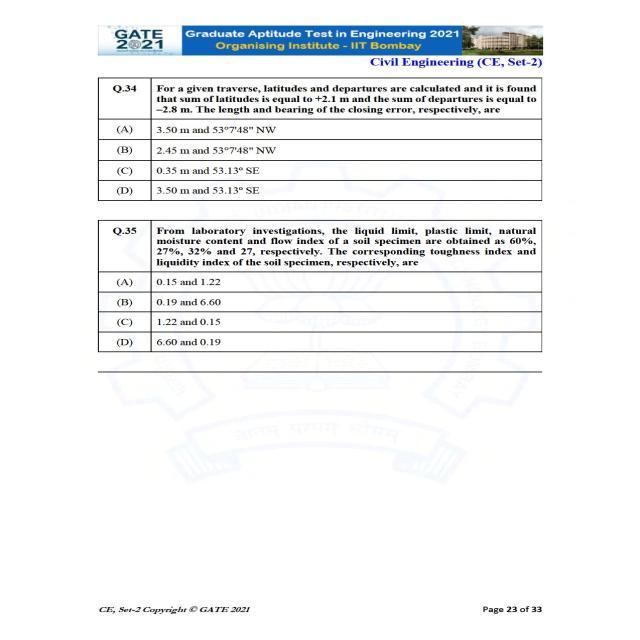 GATE
2021
Graduate Aptitude Test in Engineering 2021
Organising Institute - IIT Bombay
Civil Engineering (CE, Set-2)
Q.34 For a given traverse, latitudes and departures are calculated and it is found
that sum of latitudes is equal to +2.1 m and the sum of departures is equal to
–2.8 m. The length and bearing of the closing error, respectively, are
(A) 3.50 m and 53°7'48" NW
(B) 2.45 m and 53°7'48" NW
(C) 0.35 m and 53.13° SE
(D) 3.50 m and 53.13° SE
Q.35 From laboratory investigations, the liquid limit, plastic limit, natural
moisture content and flow index of a soil specimen are obtained as 60%,
27%, 32% and 27, respectively. The corresponding toughness index and
liquidity index of the soil specimen, respectively, are
(A) 0.15 and 1.22
(B) 0.19 and 6.60
(C) 1.22 and 0.15
(D) 6.60 and 0.19
CE, Set-2 Copyright © GATE 2021
Page 23 of 33